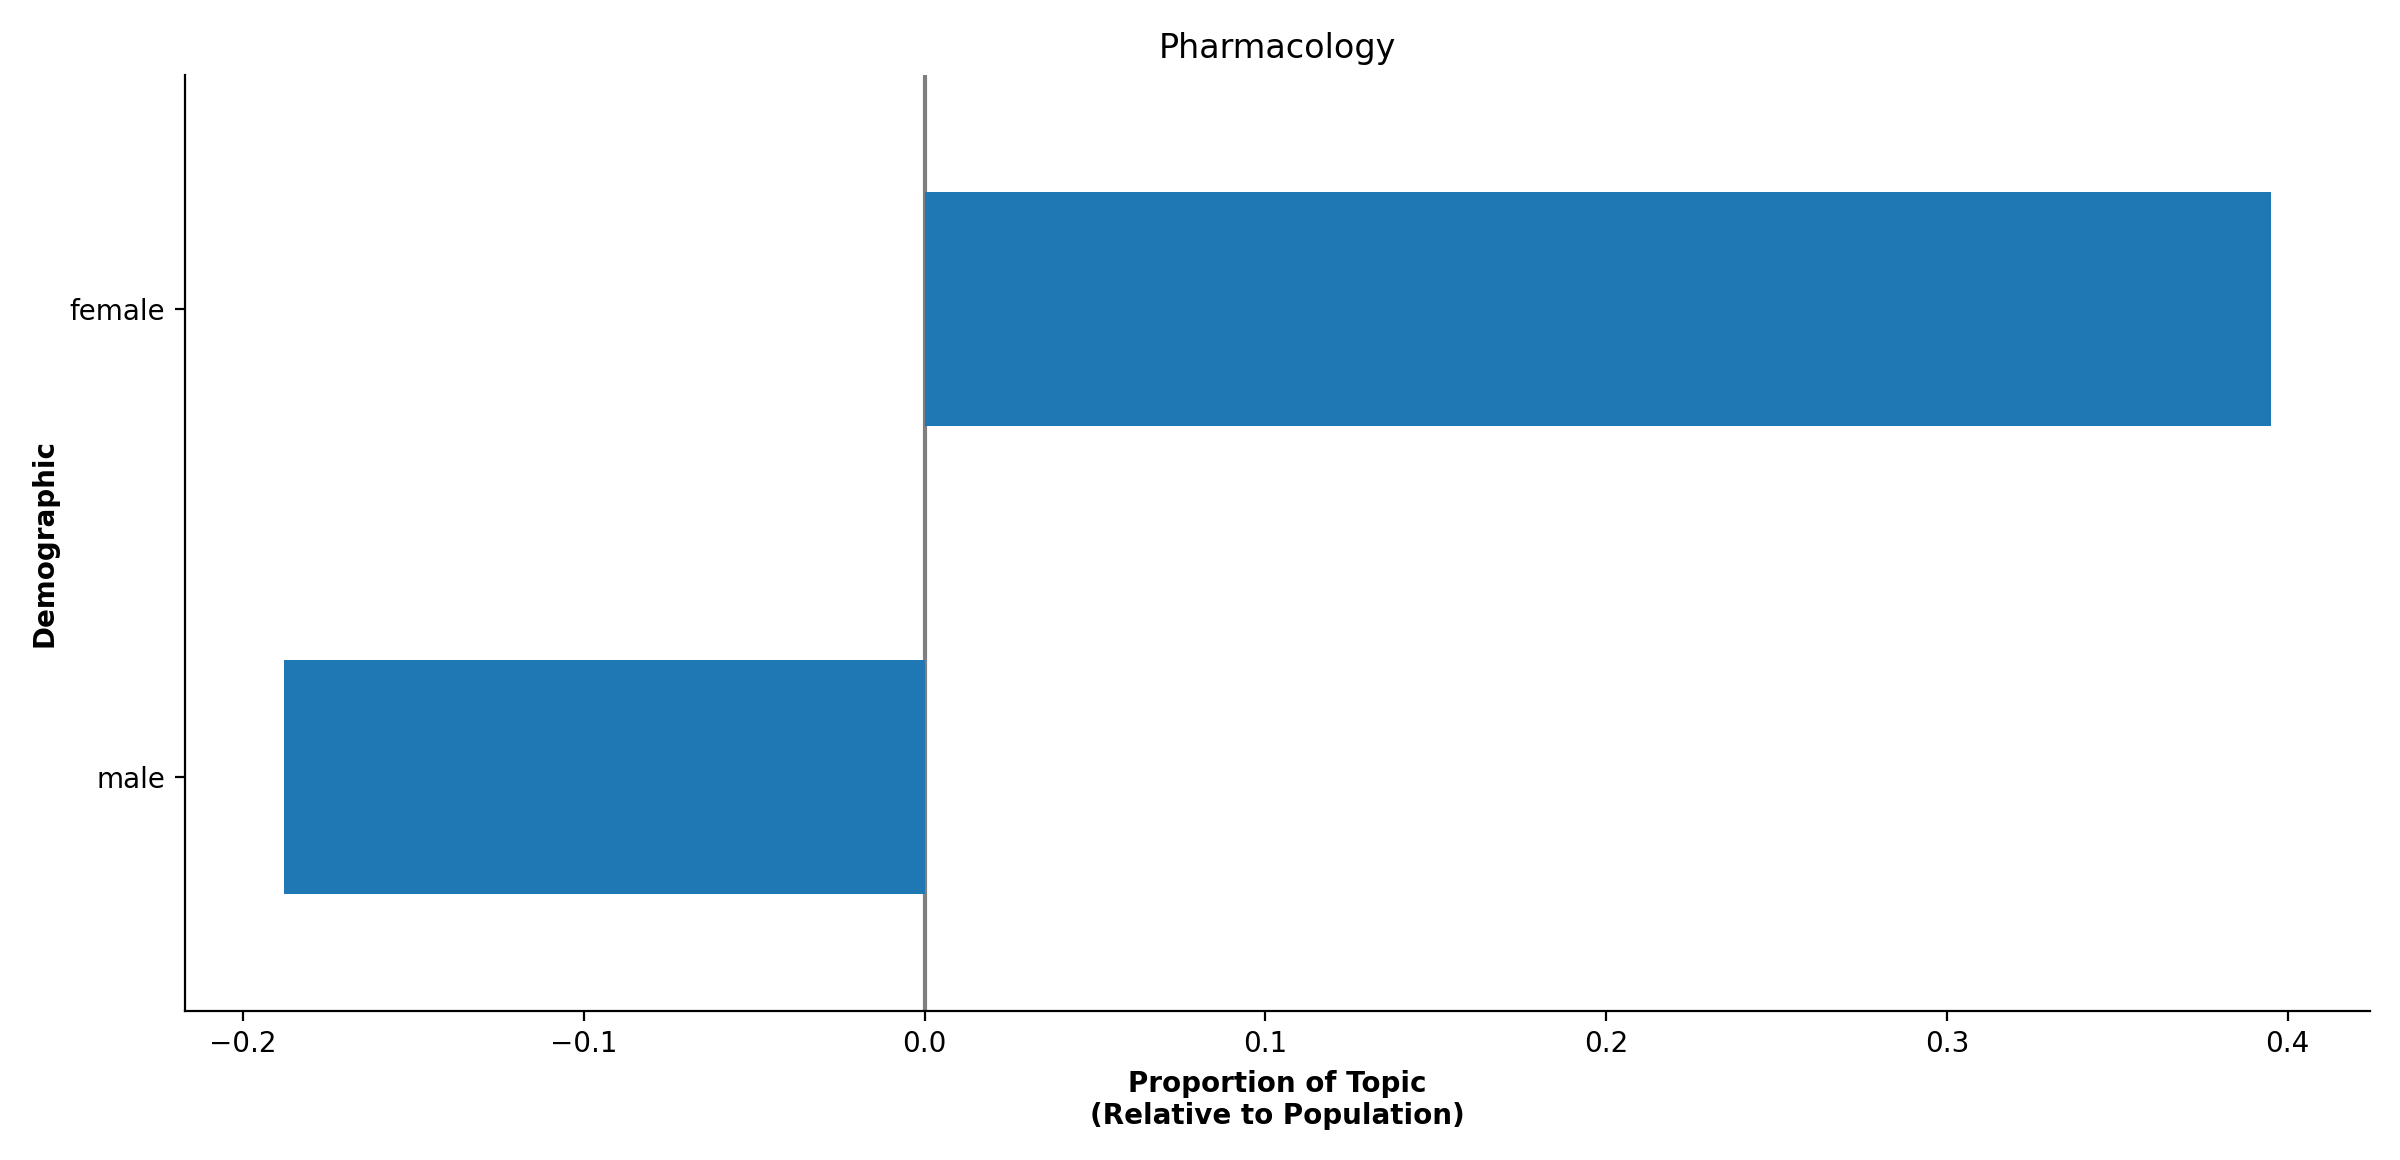 Pharmacology
female
male
Demographic
−0.2
−0.1
0.0
0.1
0.2
0.3
0.4
Proportion of Topic
(Relative to Population)